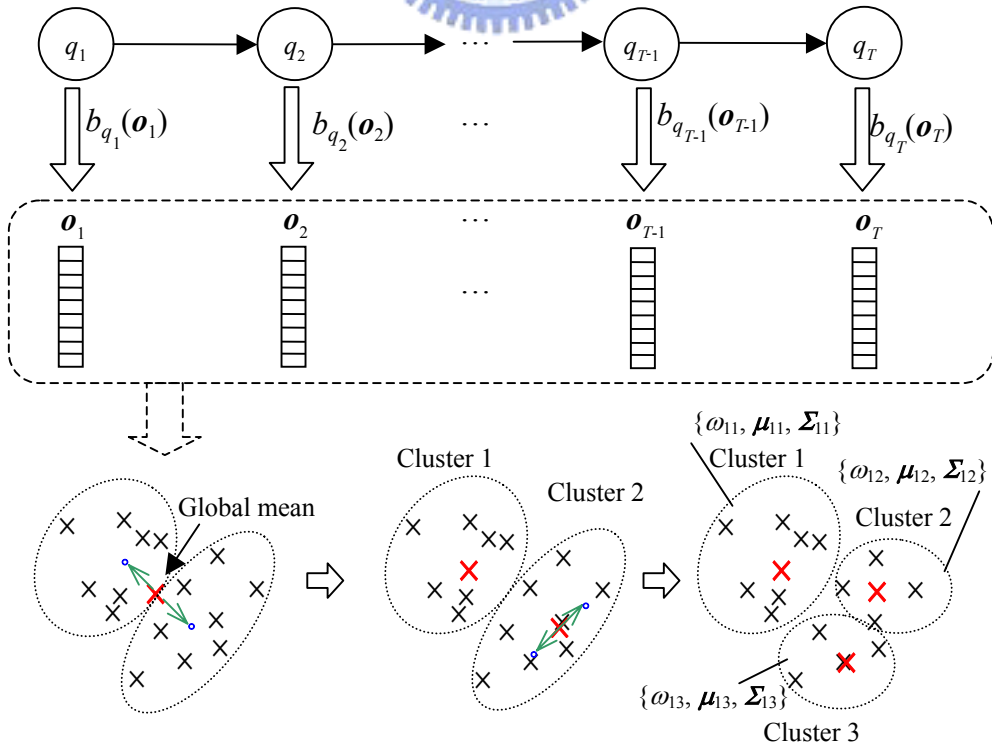 q1 q2 ... qT-1 qT
bq1(o1) bq2(o2) ... bqT-1(oT-1) bqT(oT)
o1 o2 ... oT-1 oT
...
Global mean
Cluster 1
Cluster 2
{ω11, μ11, Σ11}
Cluster 1
{ω12, μ12, Σ12}
Cluster 2
{ω13, μ13, Σ13}
Cluster 3